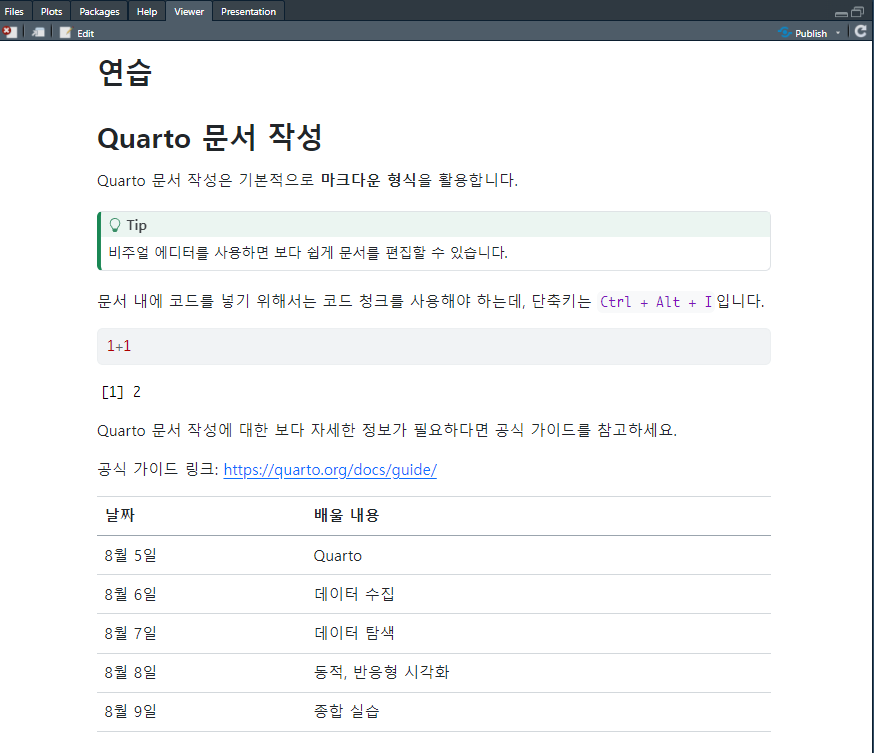 Files Plots Packages Help Viewer Presentation
Edit Publish
연습
Quarto 문서 작성
Quarto 문서 작성은 기본적으로 마크다운 형식을 활용합니다.
Tip
비주얼 에디터를 사용하면 보다 쉽게 문서를 편집할 수 있습니다.
문서 내에 코드를 넣기 위해서는 코드 청크를 사용해야 하는데, 단축키는 Ctrl + Alt + I 입니다.
1+1
[1] 2
Quarto 문서 작성에 대한 보다 자세한 정보가 필요하다면 공식 가이드를 참고하세요.
공식 가이드 링크: https://quarto.org/docs/guide/
날짜 배울 내용
8월 5일 Quarto
8월 6일 데이터 수집
8월 7일 데이터 탐색
8월 8일 동적, 반응형 시각화
8월 9일 종합 실습